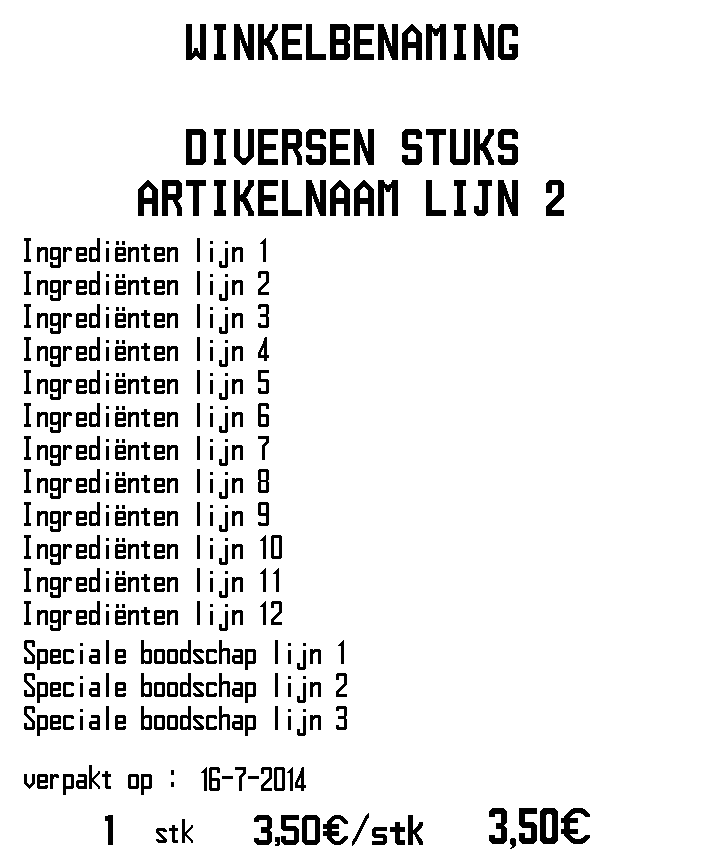 WINKELBENAMING
DIVERSEN STUKS
ARTIKELNAAM LIJN 2
Ingrediënten lijn 1
Ingrediënten lijn 2
Ingrediënten lijn 3
Ingrediënten lijn 4
Ingrediënten lijn 5
Ingrediënten lijn 6
Ingrediënten lijn 7
Ingrediënten lijn 8
Ingrediënten lijn 9
Ingrediënten lijn 10
Ingrediënten lijn 11
Ingrediënten lijn 12
Speciale boodschap lijn 1
Speciale boodschap lijn 2
Speciale boodschap lijn 3
verpakt op : 16-7-2014
1 stk 3,50€/stk 3,50€